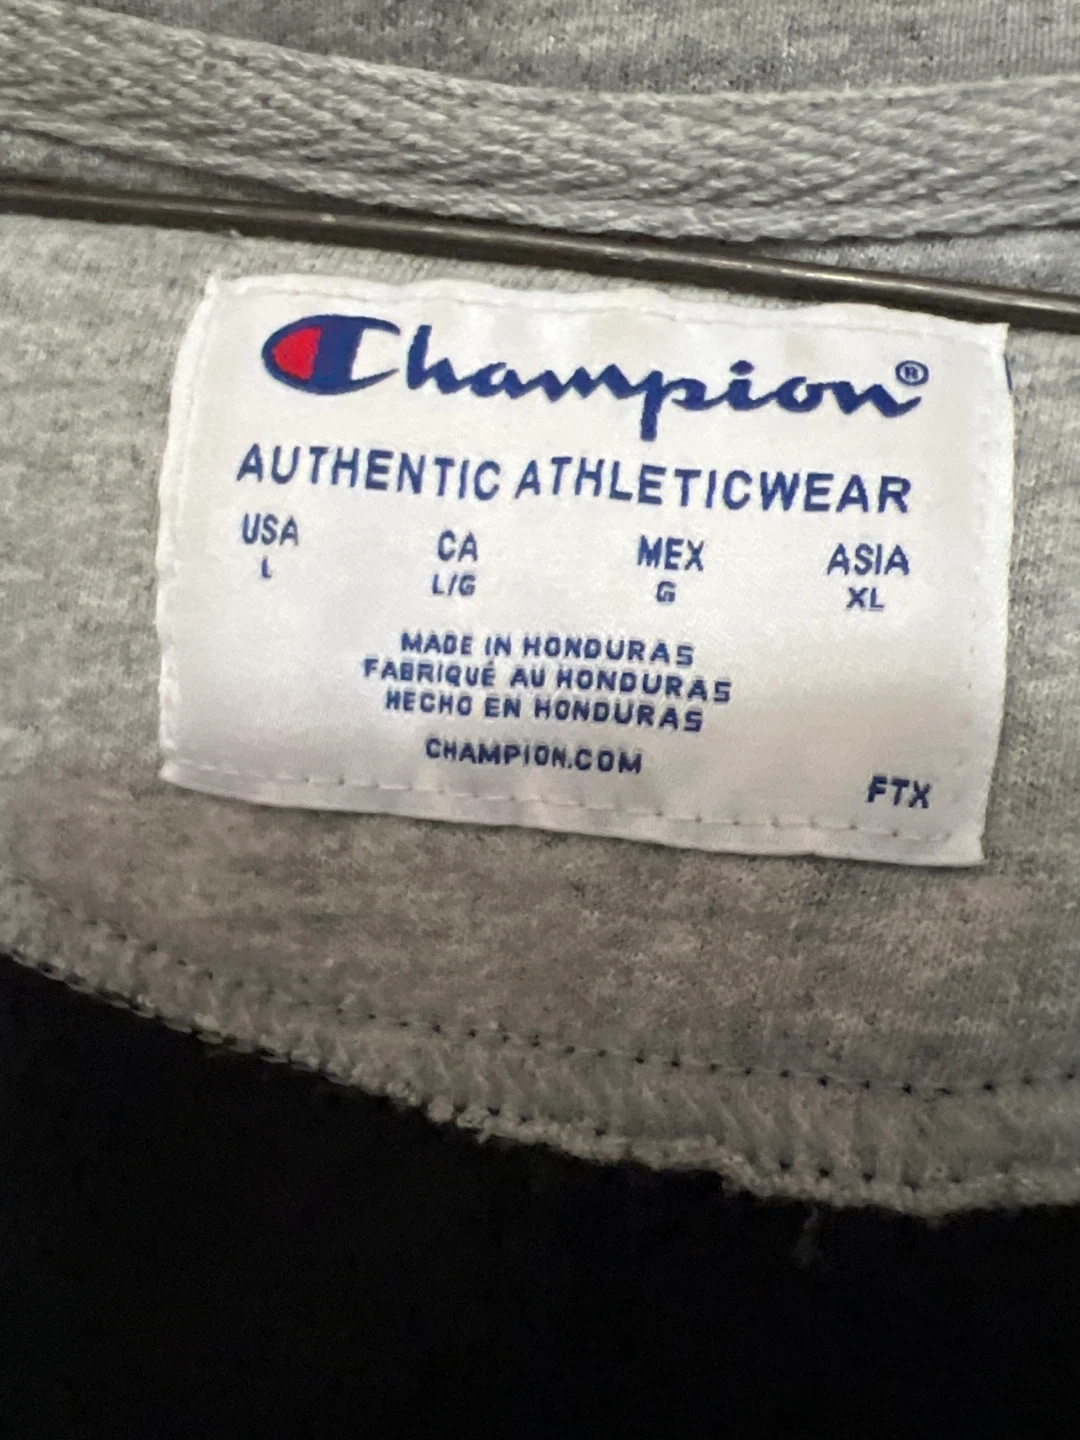 Champion®
AUTHENTIC ATHLETICWEAR
USA CA MEX ASIA
L L/G G XL
MADE IN HONDURAS
FABRIQUÉ AU HONDURAS
HECHO EN HONDURAS
CHAMPION.COM
FTX